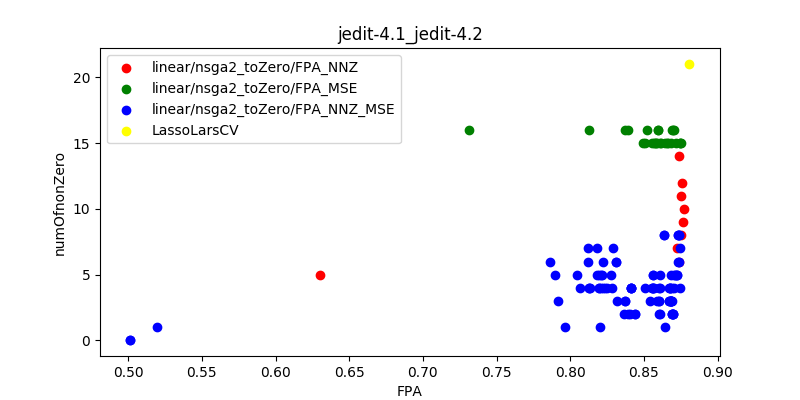 jedit-4.1_jedit-4.2
linear/nsga2_toZero/FPA_NNZ
linear/nsga2_toZero/FPA_MSE
linear/nsga2_toZero/FPA_NNZ_MSE
LassoLarsCV
numOfnonZero
20
15
10
5
0
0.50 0.55 0.60 0.65 0.70 0.75 0.80 0.85 0.90
FPA